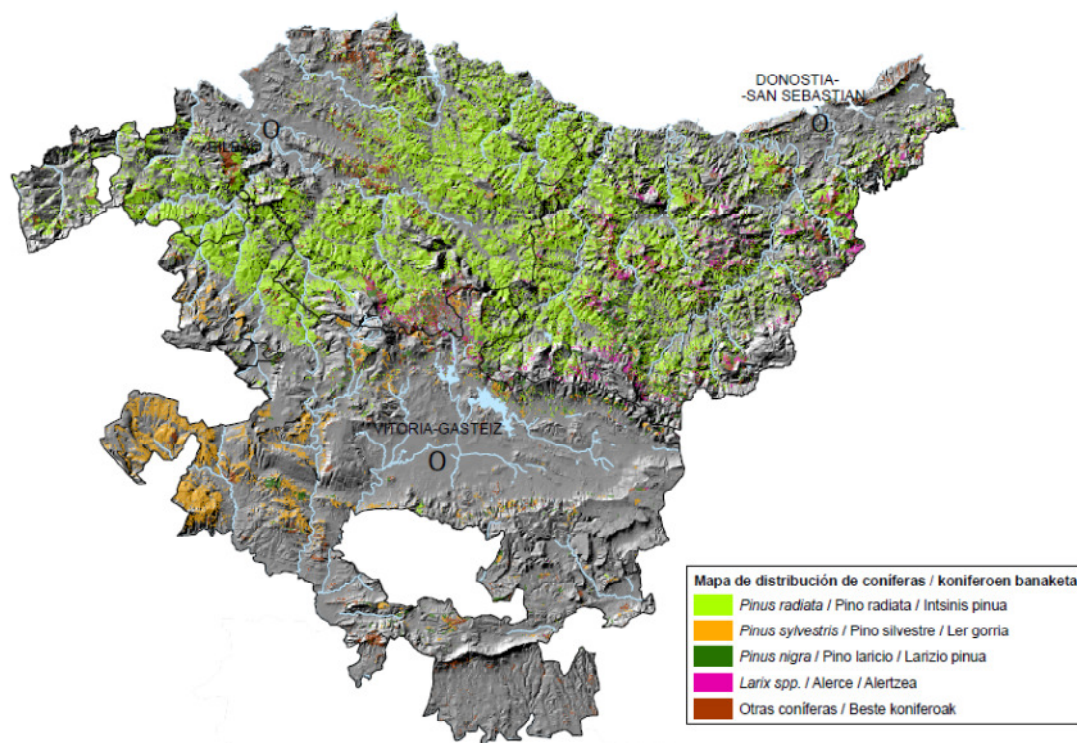 DONOSTIA-
-SAN SEBASTIAN
O
O
BILBAO
VITORIA-GASTEIZ
O
Mapa de distribución de coníferas / koniferoen banaketa
Pinus radiata / Pino radiata / Intsinis pinua
Pinus sylvestris / Pino silvestre / Ler gorria
Pinus nigra / Pino laricio / Larizio pinua
Larix spp. / Alerce / Alertzea
Otras coníferas / Beste koniferoak